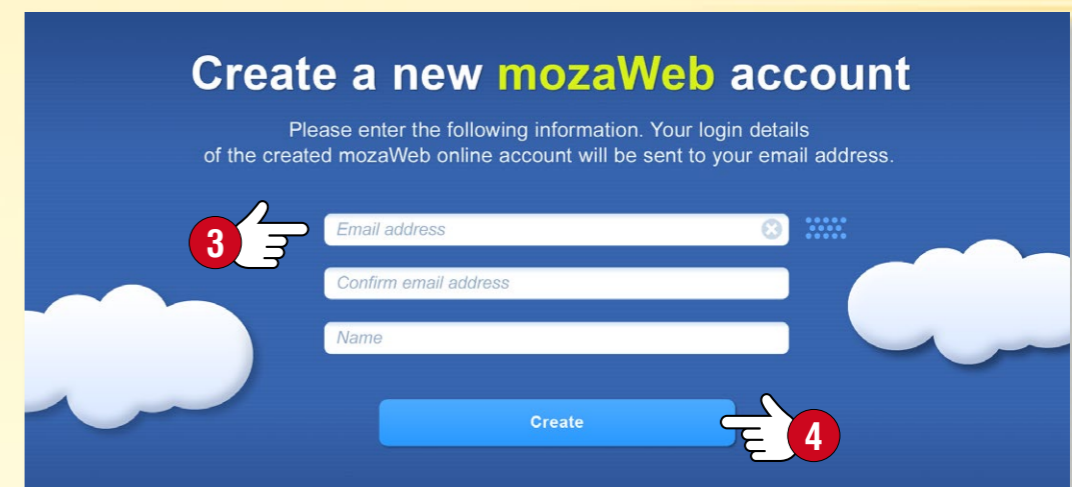 Create a new mozaWeb account
Please enter the following information. Your login details
of the created mozaWeb online account will be sent to your email address.
3
Email address
Confirm email address
Name
Create
4